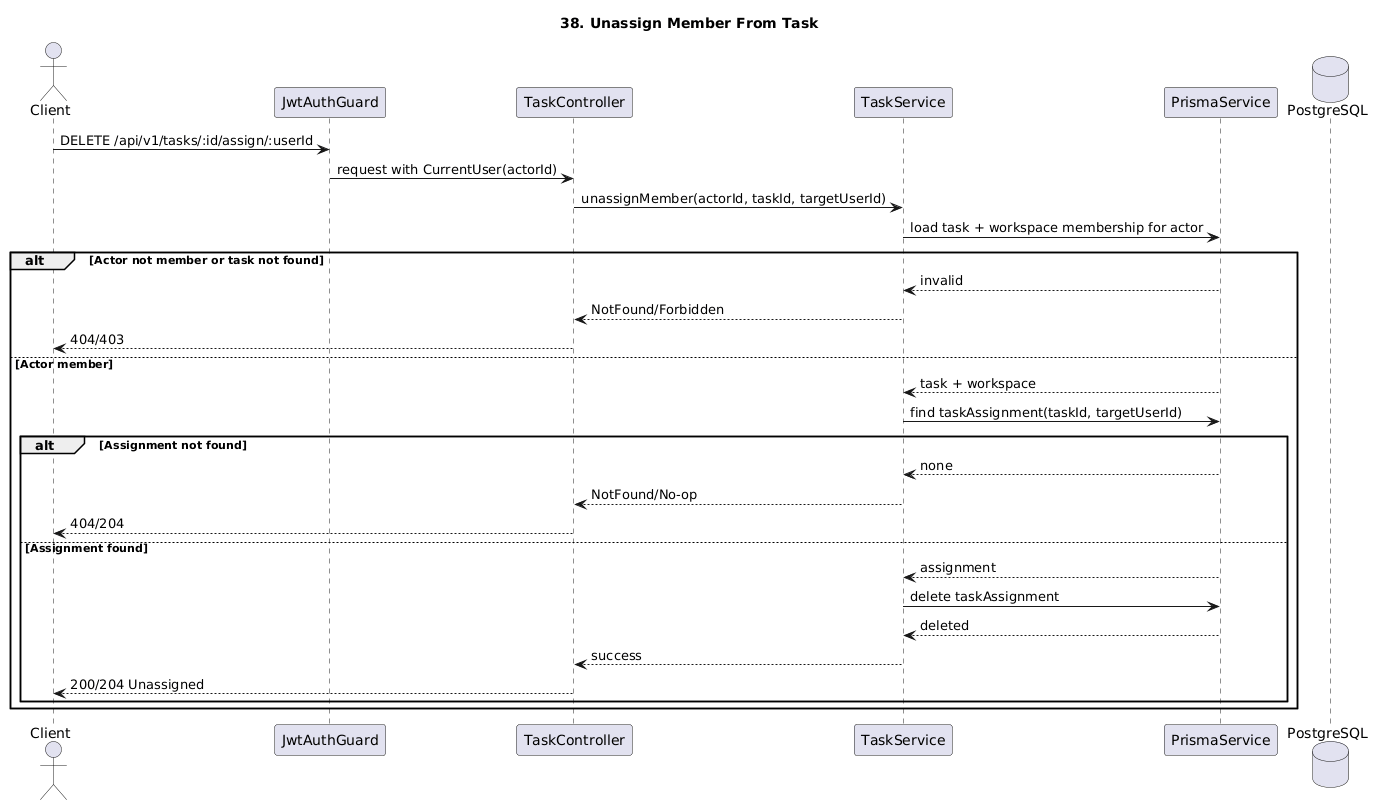 38. Unassign Member From Task
Client
JwtAuthGuard
TaskController
TaskService
PrismaService
PostgreSQL
DELETE /api/v1/tasks/:id/assign/:userId
request with CurrentUser(actorId)
unassignMember(actorId, taskId, targetUserId)
load task + workspace membership for actor
alt [Actor not member or task not found]
invalid
NotFound/Forbidden
404/403
[Actor member]
task + workspace
find taskAssignment(taskId, targetUserId)
alt [Assignment not found]
none
NotFound/No-op
404/204
[Assignment found]
assignment
delete taskAssignment
deleted
success
200/204 Unassigned
Client
JwtAuthGuard
TaskController
TaskService
PrismaService
PostgreSQL